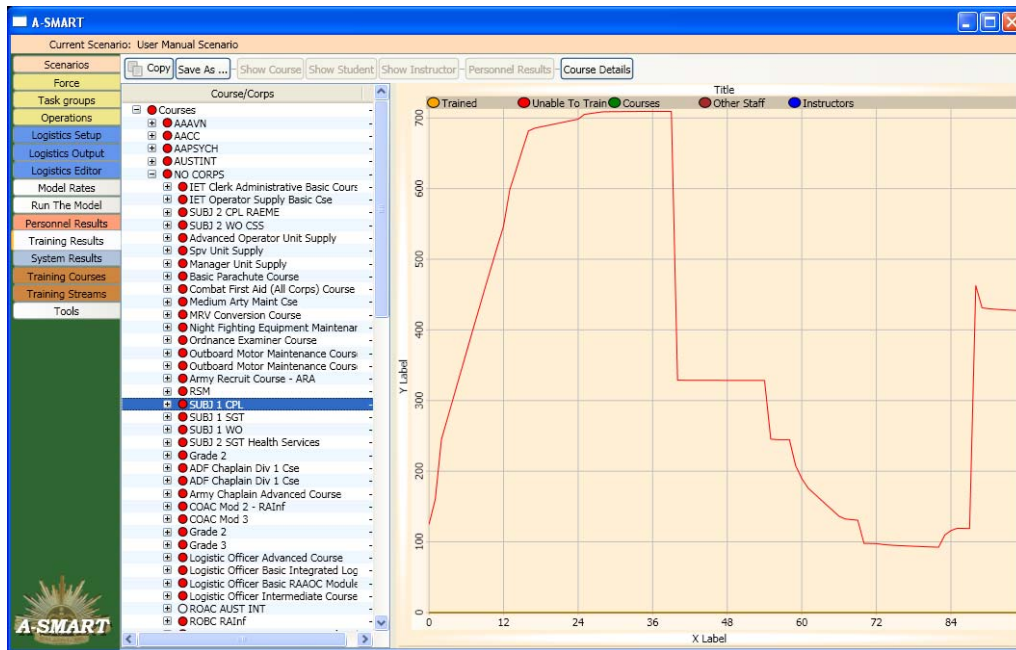 A-SMART
Current Scenario: User Manual Scenario
Scenarios
Force
Task groups
Operations
Logistics Setup
Logistics Output
Logistics Editor
Model Rates
Run The Model
Personnel Results
Training Results
System Results
Training Courses
Training Streams
Tools
A-SMART
Copy Save As ... Show Course Show Student Show Instructor Personnel Results Course Details
Course/Corps
Courses -
AAAVN -
AACC -
AAPSYCH -
AUSTINT -
NO CORPS -
IET Clerk Administrative Basic Cours -
IET Operator Supply Basic Cse -
SUBJ 2 CPL RAEME -
SUBJ 2 WO CSS -
Advanced Operator Unit Supply -
Spv Unit Supply -
Manager Unit Supply -
Basic Parachute Course -
Combat First Aid (All Corps) Course -
Medium Arty Maint Cse -
MRV Conversion Course -
Night Fighting Equipment Maintenar -
Ordnance Examiner Course -
Outboard Motor Maintenance Cours -
Outboard Motor Maintenance Cours -
Army Recruit Course - ARA -
RSM -
SUBJ 1 CPL -
SUBJ 1 SGT -
SUBJ 1 WO -
SUBJ 2 SGT Health Services -
Grade 2 -
ADF Chaplain Div 1 Cse -
ADF Chaplain Div 1 Cse -
Army Chaplain Advanced Course -
COAC Mod 2 - RAInf -
COAC Mod 3 -
Grade 2 -
Grade 3 -
Logistic Officer Advanced Course -
Logistic Officer Basic Integrated Log -
Logistic Officer Basic RAAOC Module -
Logistic Officer Intermediate Course -
ROAC AUST INT -
ROBC RAInf -
Title
Trained Unable To Train Courses Other Staff Instructors
700
600
500
400
300
200
100
0
Y Label
0 12 24 36 48 60 72 84
X Label